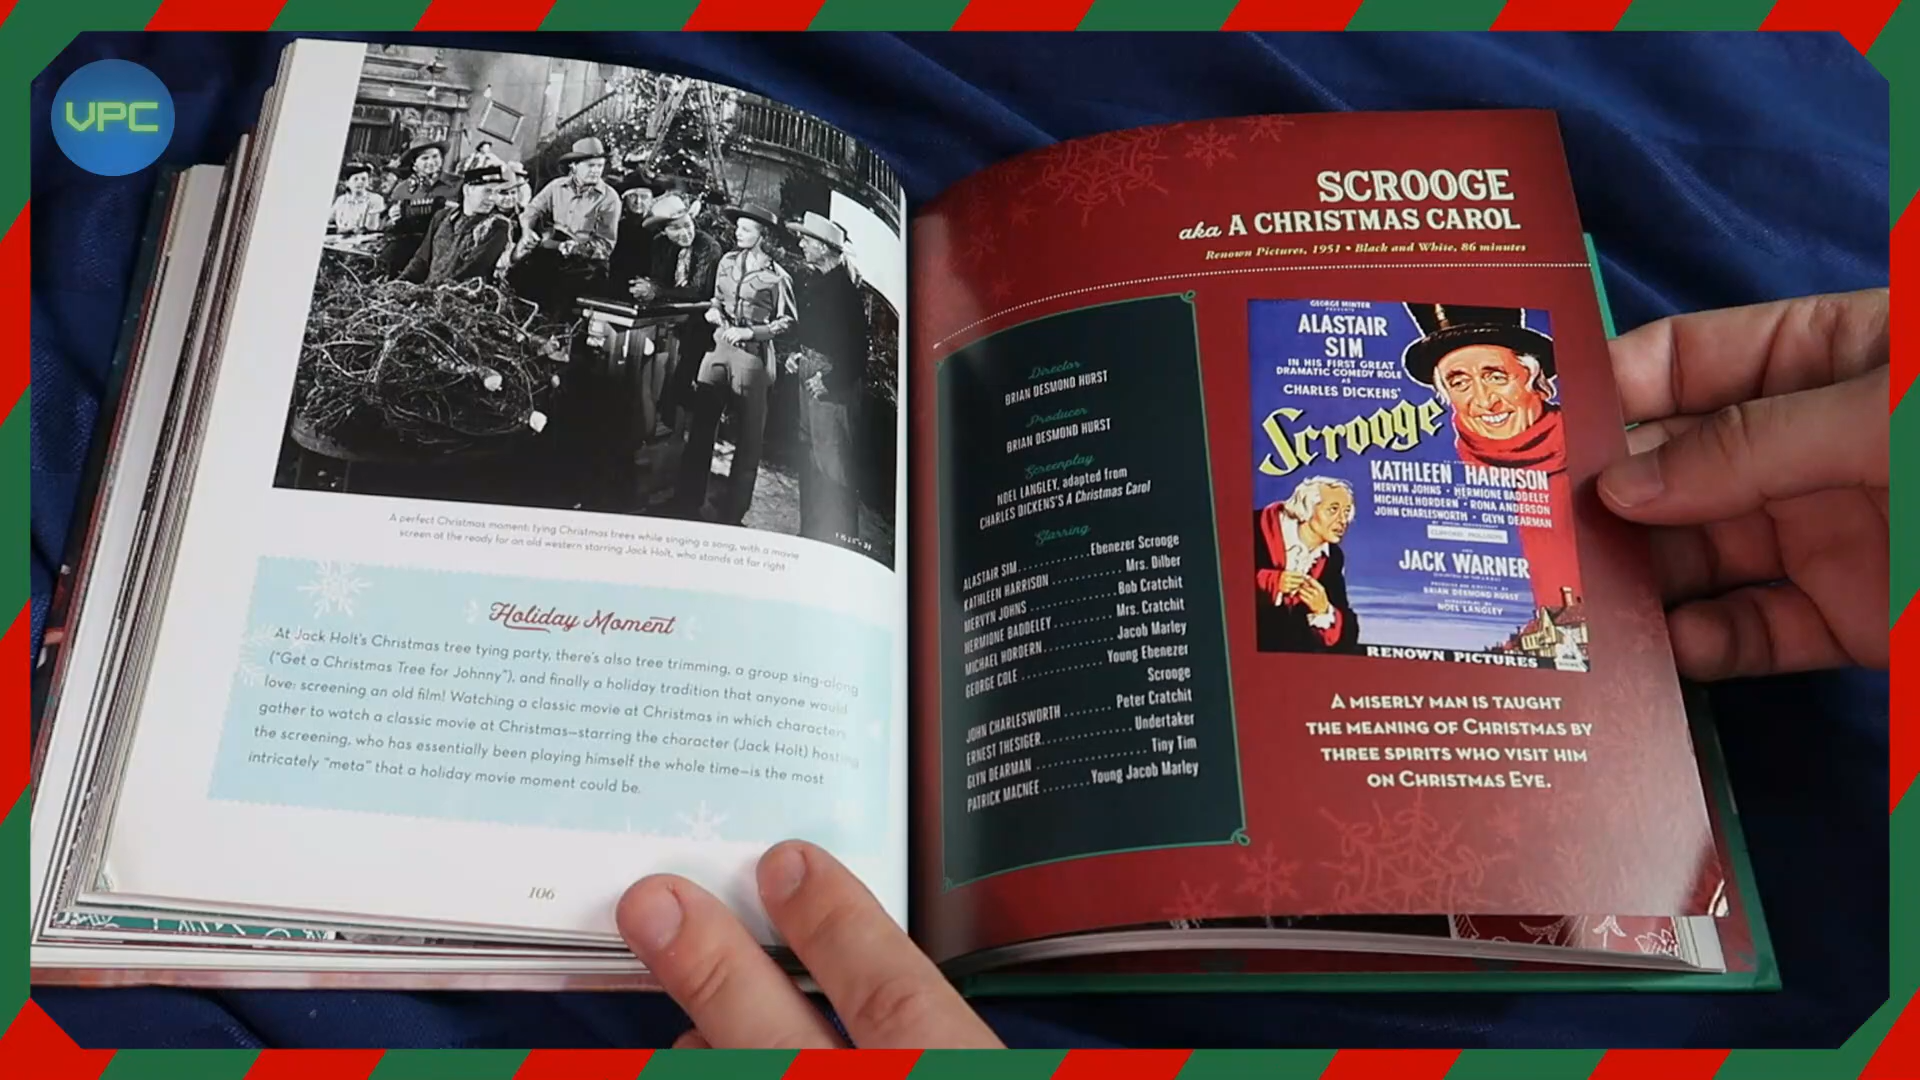 VPC
A perfect Christmas moment: tying Christmas trees while singing a song, with a movie
screen at the ready for an old western starring Jack Holt, who stands at far right
Holiday Moment
At Jack Holt's Christmas tree tying party, there's also tree trimming, a group sing-along
("Get a Christmas Tree for Johnny"), and finally a holiday tradition that anyone would
love: screening an old film! Watching a classic movie at Christmas in which characters
gather to watch a classic movie at Christmas—starring the character (Jack Holt) hosting
the screening, who has essentially been playing himself the whole time—is the most
intricately "meta" that a holiday movie moment could be.
106
SCROOGE
aka A CHRISTMAS CAROL
Renown Pictures, 1951 • Black and White, 86 minutes
Director
BRIAN DESMOND HURST
Producer
BRIAN DESMOND HURST
Screenplay
NOEL LANGLEY, adapted from
CHARLES DICKENS'S A Christmas Carol
Starring
ALASTAIR SIM..........Ebenezer Scrooge
KATHLEEN HARRISON..........Mrs. Dilber
MERVYN JOHNS..........Bob Cratchit
HERMIONE BADDELEY..........Mrs. Cratchit
MICHAEL HORDERN..........Jacob Marley
GEORGE COLE..........Young Ebenezer
Scrooge
JOHN CHARLESWORTH........Peter Cratchit
ERNEST THESIGER..........Undertaker
GLYN DEARMAN..........Tiny Tim
PATRICK MACNEE........Young Jacob Marley
GEORGE MINTER
PRESENTS
ALASTAIR
SIM
IN HIS FIRST GREAT
DRAMATIC COMEDY ROLE
AS
CHARLES DICKENS'
Scrooge
KATHLEEN HARRISON
MERVYN JOHNS • HERMIONE BADDELEY
MICHAEL HORDERN • RONA ANDERSON
JOHN CHARLESWORTH • GLYN DEARMAN
JACK WARNER
BRIAN DESMOND HURST
NOEL LANGLEY
RENOWN PICTURES
A MISERLY MAN IS TAUGHT
THE MEANING OF CHRISTMAS BY
THREE SPIRITS WHO VISIT HIM
ON CHRISTMAS EVE.